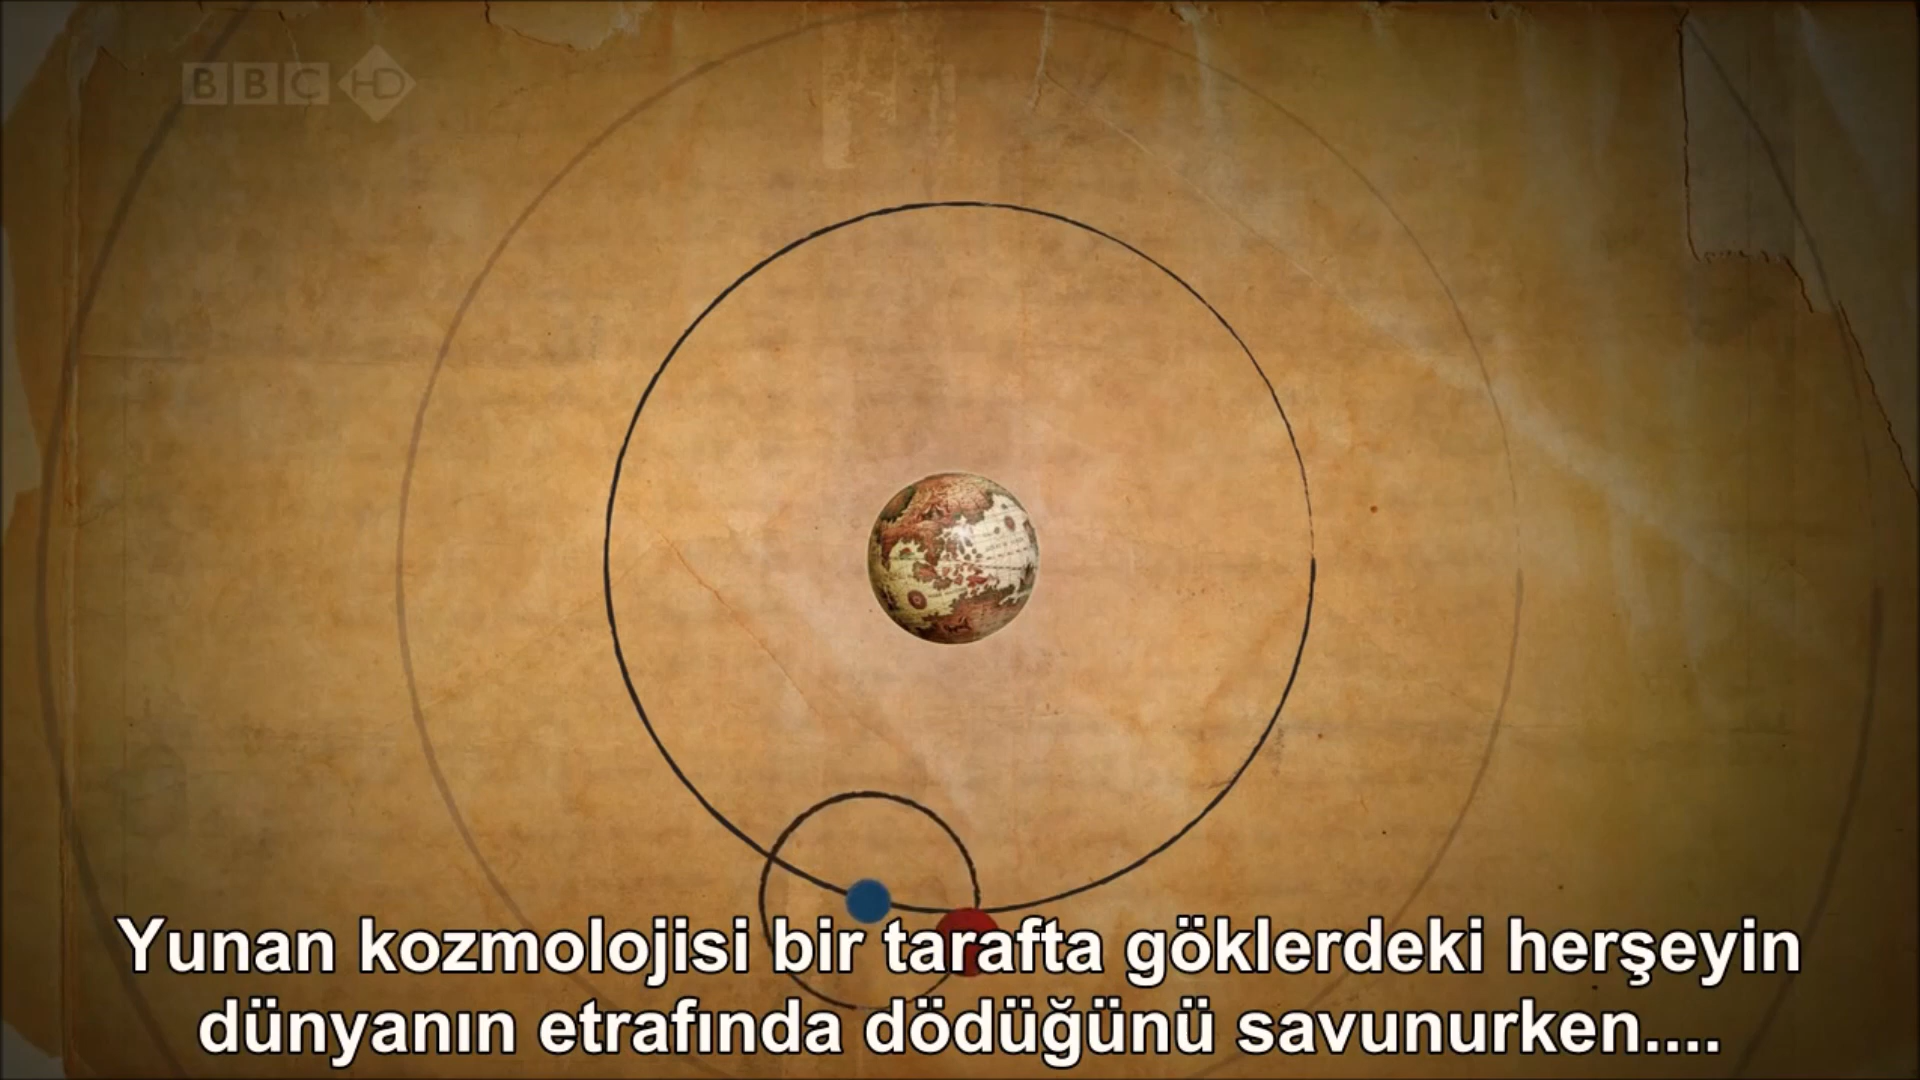 BBC HD
Yunan kozmolojisi bir tarafta göklerdeki herşeyin
dünyanın etrafında dödüğünü savunurken....